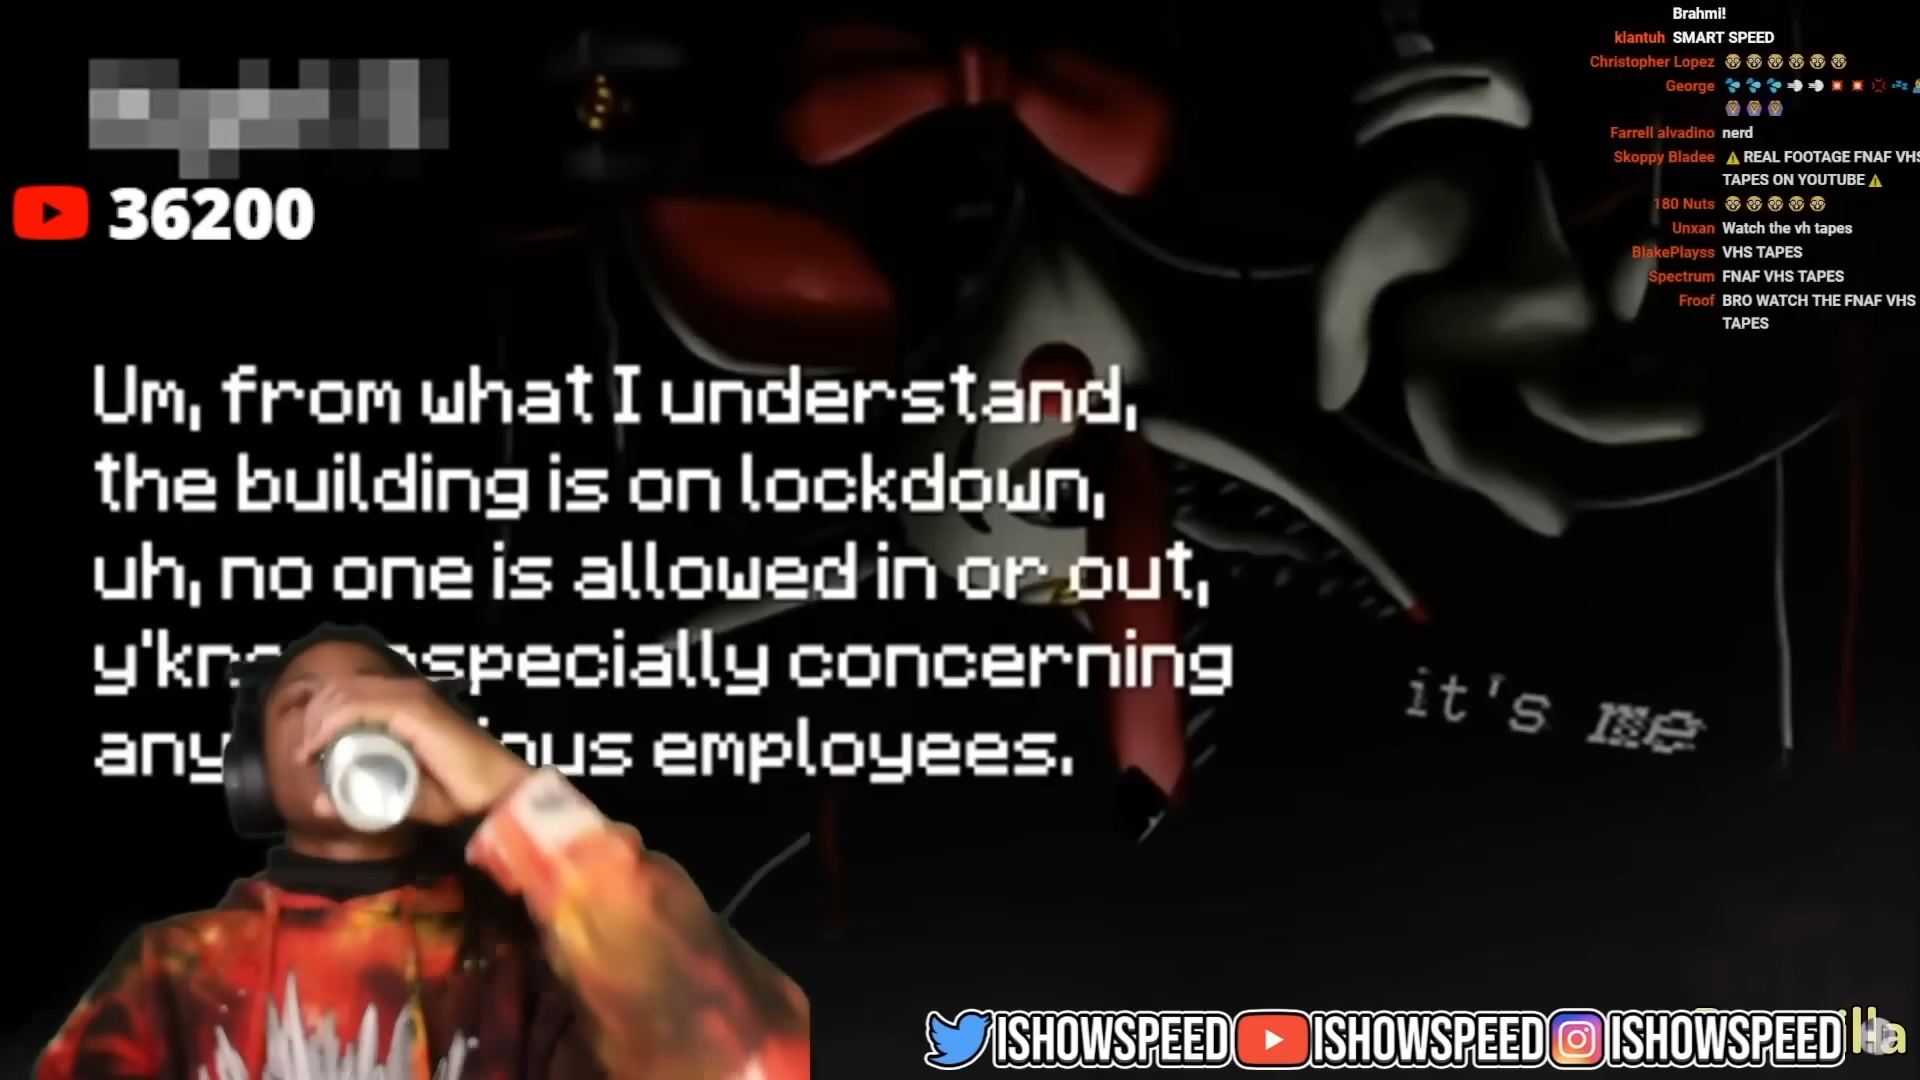 Brahmi!
klantuh SMART SPEED
Christopher Lopez
George
Farrell alvadino nerd
Skoppy Bladee ⚠ REAL FOOTAGE FNAF VHS
TAPES ON YOUTUBE ⚠
180 Nuts
Unxan Watch the vh tapes
BlakePlayss VHS TAPES
Spectrum FNAF VHS TAPES
Froof BRO WATCH THE FNAF VHS
TAPES
36200
Um, from what I understand,
the building is on lockdown,
uh, no one is allowed in or out,
especially concerning
employees.
it's me
ISHOWSPEED ISHOWSPEED ISHOWSPEED